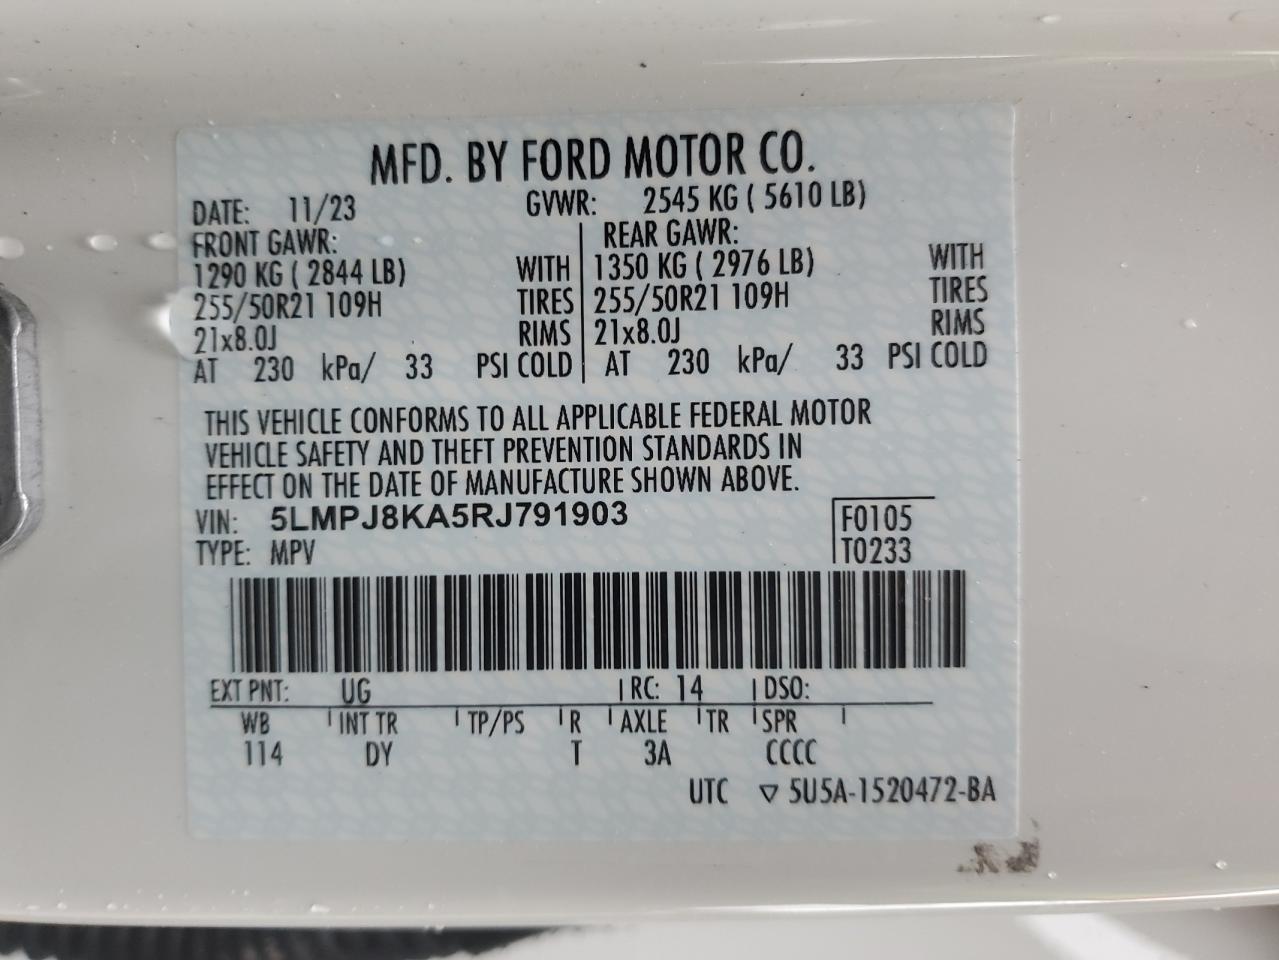 MFD. BY FORD MOTOR CO.
DATE: 11/23 GVWR: 2545 KG ( 5610 LB)
FRONT GAWR: REAR GAWR:
1290 KG ( 2844 LB) WITH 1350 KG ( 2976 LB) WITH
255/50R21 109H TIRES 255/50R21 109H TIRES
21x8.0J RIMS 21x8.0J RIMS
AT 230 kPa/ 33 PSI COLD AT 230 kPa/ 33 PSI COLD
THIS VEHICLE CONFORMS TO ALL APPLICABLE FEDERAL MOTOR
VEHICLE SAFETY AND THEFT PREVENTION STANDARDS IN
EFFECT ON THE DATE OF MANUFACTURE SHOWN ABOVE.
VIN: 5LMPJ8KA5RJ791903 F0105
TYPE: MPV T0233
EXT PNT: UG RC: 14 DSO:
WB INT TR TP/PS R AXLE TR SPR
114 DY T 3A CCCC
UTC ▽ 5U5A-1520472-BA